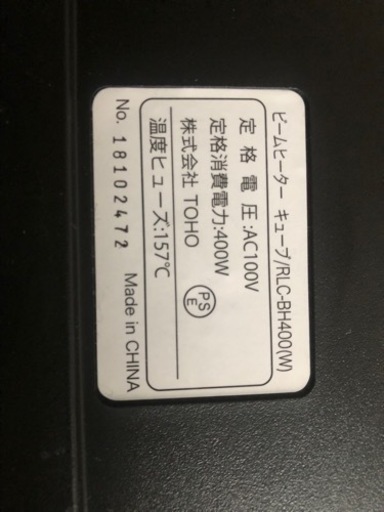 ビームヒーター キューブ/RLC-BH400(W)
定格電圧:AC100V
定格消費電力:400W
株式会社 TOHO
PS
E
温度ヒューズ:157℃
No. 18102472 Made in CHINA